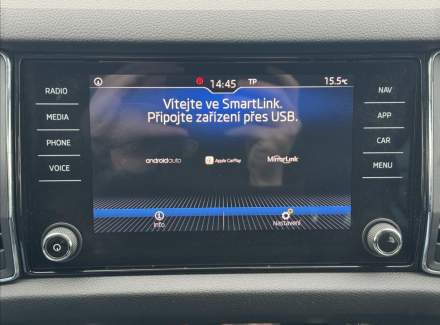 14:45 TP 15.5°C
RADIO
MEDIA
PHONE
VOICE
Vítejte ve SmartLink.
Připojte zařízení přes USB.
androidauto Apple CarPlay MirrorLink
Info Nastavení
NAV
APP
CAR
MENU